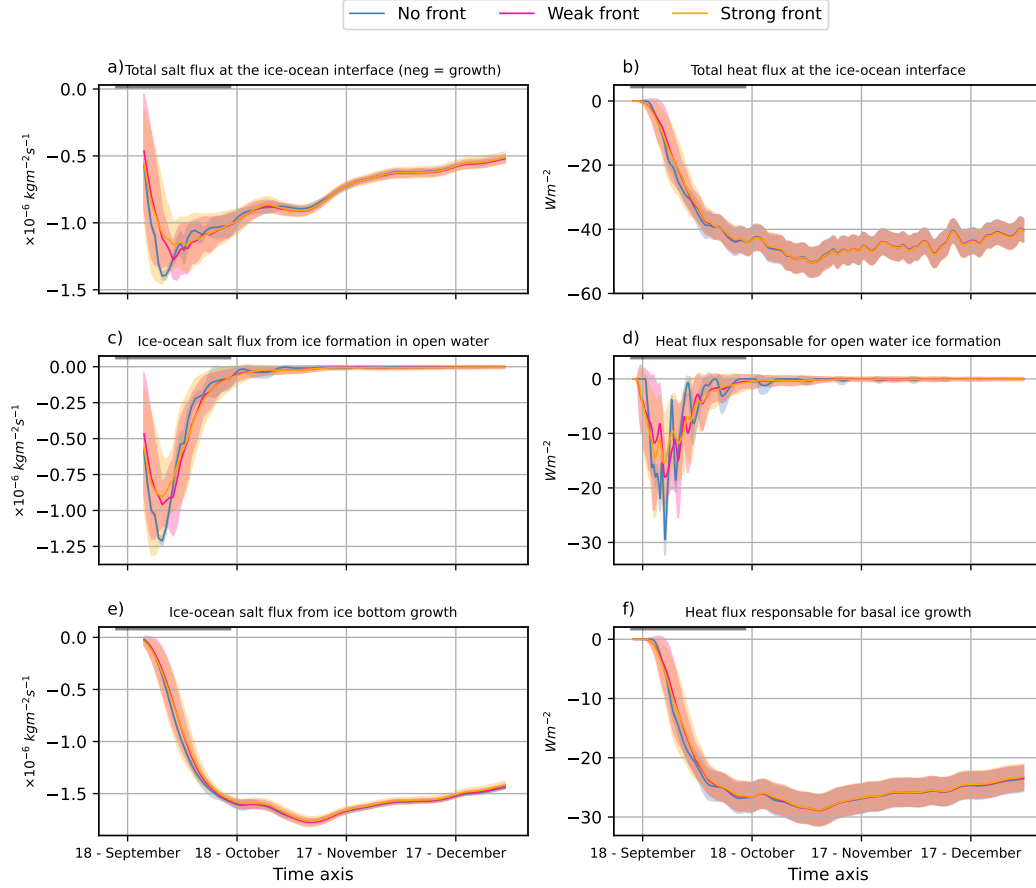 No front Weak front Strong front
a) Total salt flux at the ice-ocean interface (neg = growth)
b) Total heat flux at the ice-ocean interface
0.0
−0.5
−1.0
−1.5
×10⁻⁶ kgm⁻²s⁻¹
0
−20
−40
−60
Wm⁻²
c) Ice-ocean salt flux from ice formation in open water
d) Heat flux responsable for open water ice formation
0.00
−0.25
−0.50
−0.75
−1.00
−1.25
×10⁻⁶ kgm⁻²s⁻¹
0
−10
−20
−30
Wm⁻²
e) Ice-ocean salt flux from ice bottom growth
f) Heat flux responsable for basal ice growth
0.0
−0.5
−1.0
−1.5
×10⁻⁶ kgm⁻²s⁻¹
0
−10
−20
−30
Wm⁻²
18 - September 18 - October 17 - November 17 - December
Time axis
18 - September 18 - October 17 - November 17 - December
Time axis